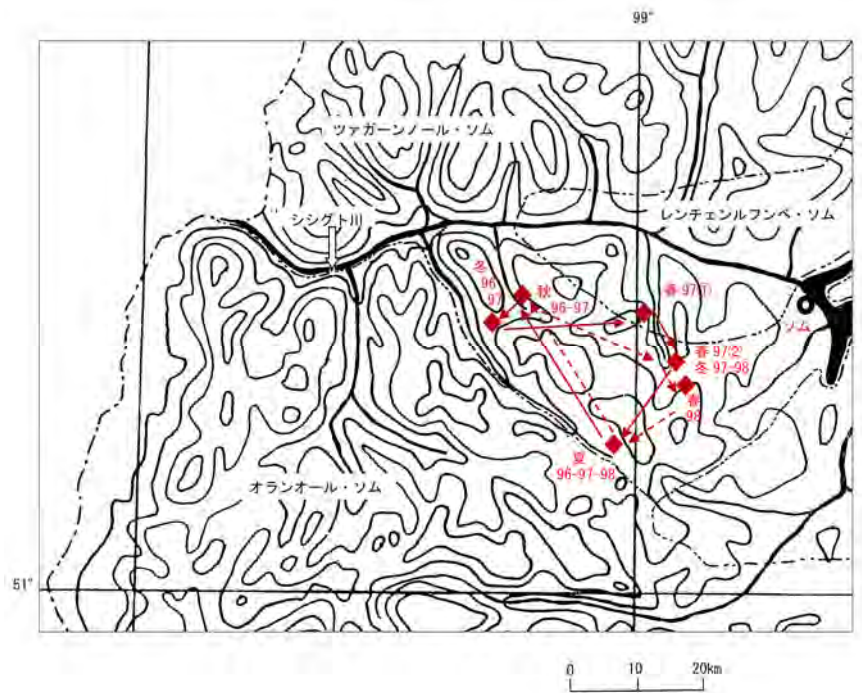 99°
ツァガーンノール・ソム
シシグト川
レンチェンルフンベ・ソム
冬
96
97
秋
96-97
春 97①
ソム
春 97②
冬 97-98
春
98
夏
96-97-98
オランオール・ソム
51°
0 10 20km